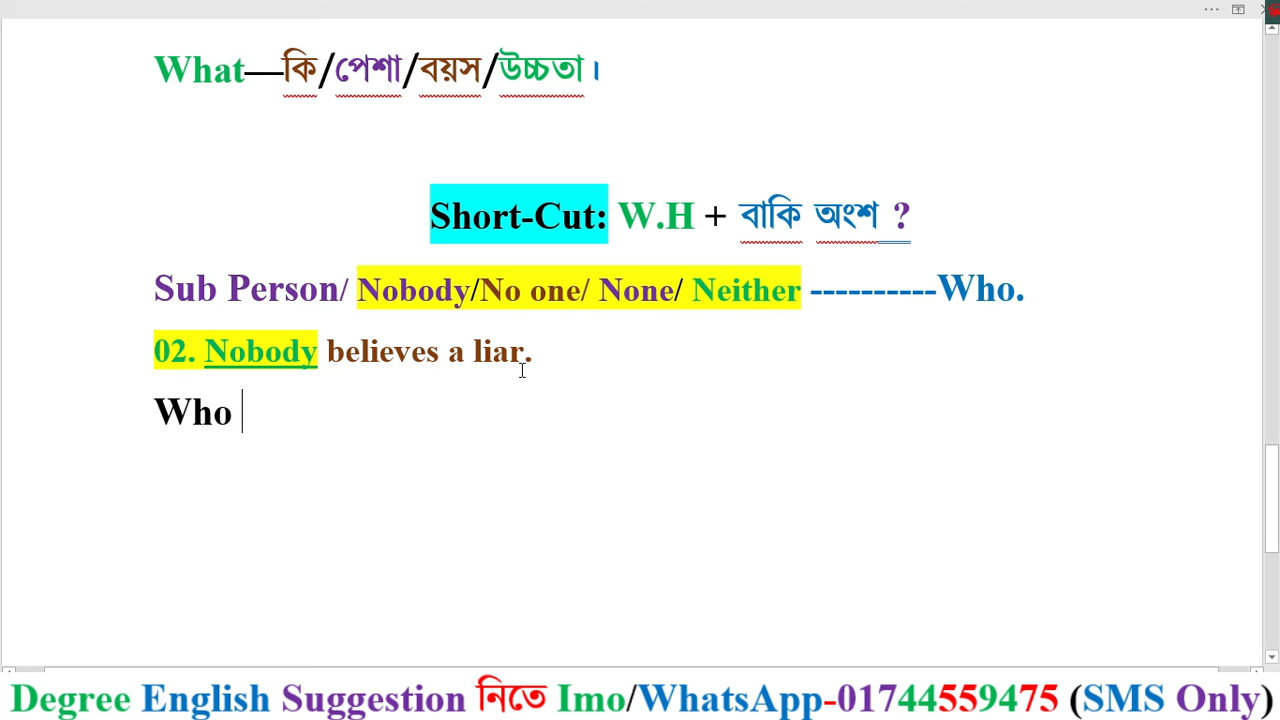 What—কি/পেশা/বয়স/উচ্চতা।
Short-Cut: W.H + বাকি অংশ ?
Sub Person/ Nobody/No one/ None/ Neither ----------Who.
02. Nobody believes a liar.
Who
Degree English Suggestion নিতে Imo/WhatsApp-01744559475 (SMS Only)